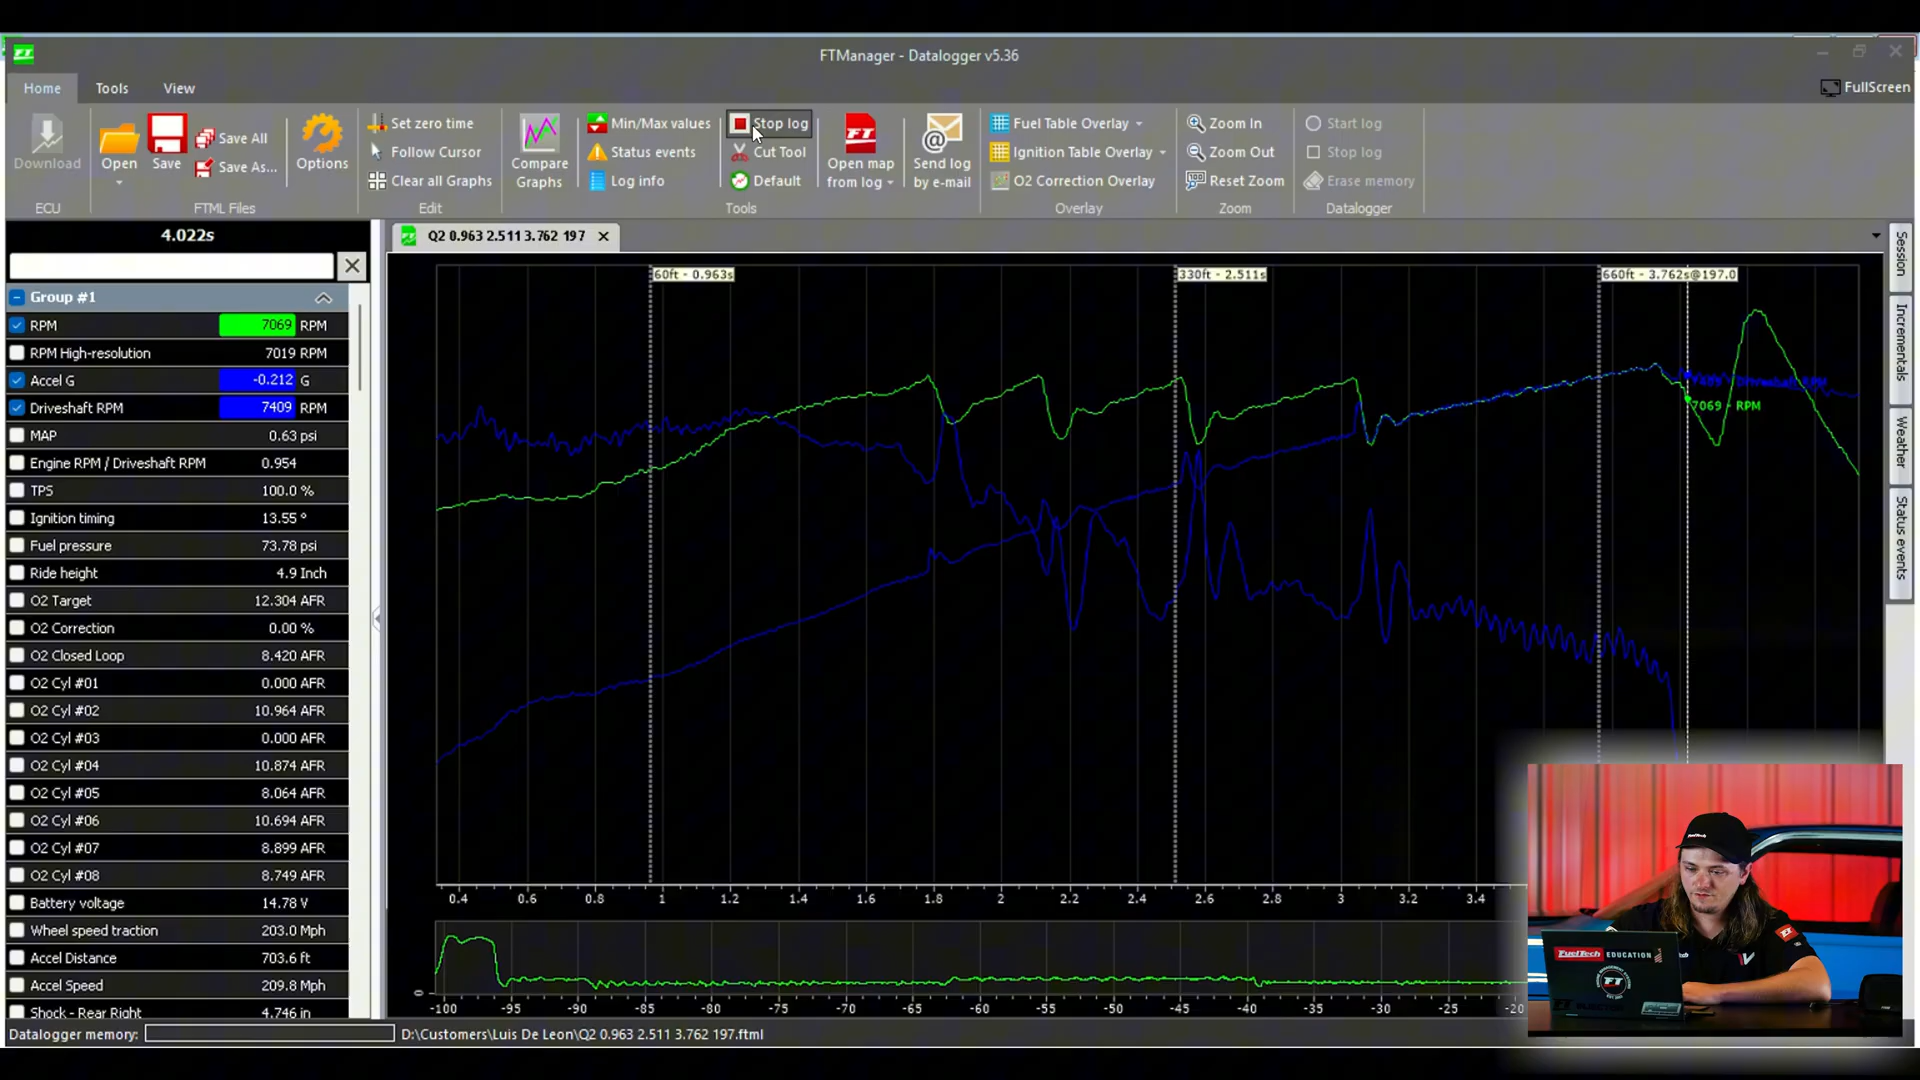 FTManager - Datalogger v5.36
Home Tools View FullScreen
Download Open Save Save All Save As... Options
Set zero time
Follow Cursor
Clear all Graphs
Compare Graphs
Min/Max values
Status events
Log info
Stop log
Cut Tool
Default
Open map from log
Send log by e-mail
Fuel Table Overlay
Ignition Table Overlay
O2 Correction Overlay
Zoom In
Zoom Out
Reset Zoom
Start log
Stop log
Erase memory
ECU FTML Files Edit Tools Overlay Zoom Datalogger
4.022s
Q2 0.963 2.511 3.762 197
Group #1
RPM 7069 RPM
RPM High-resolution 7019 RPM
Accel G -0.212 G
Driveshaft RPM 7409 RPM
MAP 0.63 psi
Engine RPM / Driveshaft RPM 0.954
TPS 100.0 %
Ignition timing 13.55 °
Fuel pressure 73.78 psi
Ride height 4.9 Inch
O2 Target 12.304 AFR
O2 Correction 0.00 %
O2 Closed Loop 8.420 AFR
O2 Cyl #01 0.000 AFR
O2 Cyl #02 10.964 AFR
O2 Cyl #03 0.000 AFR
O2 Cyl #04 10.874 AFR
O2 Cyl #05 8.064 AFR
O2 Cyl #06 10.694 AFR
O2 Cyl #07 8.899 AFR
O2 Cyl #08 8.749 AFR
Battery voltage 14.78 V
Wheel speed traction 203.0 Mph
Accel Distance 703.6 ft
Accel Speed 209.8 Mph
Shock - Rear Right 4.746 in
60ft - 0.963s
330ft - 2.511s
660ft - 3.762s@197.0
7409 - Driveshaft RPM
7069 - RPM
0.4 0.6 0.8 1 1.2 1.4 1.6 1.8 2 2.2 2.4 2.6 2.8 3 3.2 3.4
0
-100 -95 -90 -85 -80 -75 -70 -65 -60 -55 -50 -45 -40 -35 -30 -25 -20
Session
Incrementals
Weather
Status events
FuelTech EDUCATION
FT
Datalogger memory:
D:\Customers\Luis De Leon\Q2 0.963 2.511 3.762 197.ftml